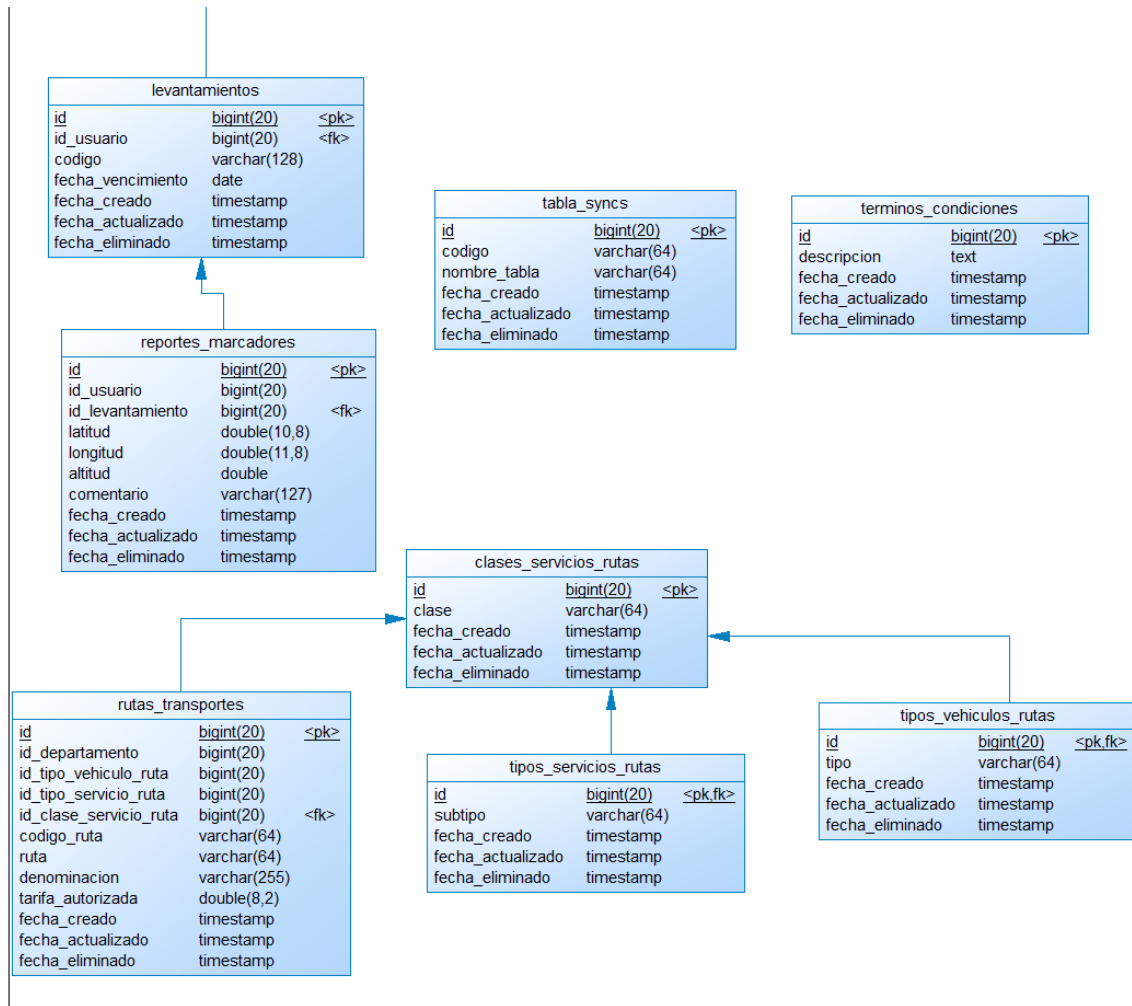 levantamientos
id bigint(20) <pk>
id_usuario bigint(20) <fk>
codigo varchar(128)
fecha_vencimiento date
fecha_creado timestamp
fecha_actualizado timestamp
fecha_eliminado timestamp
tabla_syncs
id bigint(20) <pk>
codigo varchar(64)
nombre_tabla varchar(64)
fecha_creado timestamp
fecha_actualizado timestamp
fecha_eliminado timestamp
terminos_condiciones
id bigint(20) <pk>
descripcion text
fecha_creado timestamp
fecha_actualizado timestamp
fecha_eliminado timestamp
reportes_marcadores
id bigint(20) <pk>
id_usuario bigint(20)
id_levantamiento bigint(20) <fk>
latitud double(10,8)
longitud double(11,8)
altitud double
comentario varchar(127)
fecha_creado timestamp
fecha_actualizado timestamp
fecha_eliminado timestamp
clases_servicios_rutas
id bigint(20) <pk>
clase varchar(64)
fecha_creado timestamp
fecha_actualizado timestamp
fecha_eliminado timestamp
rutas_transportes
id bigint(20) <pk>
id_departamento bigint(20)
id_tipo_vehiculo_ruta bigint(20)
id_tipo_servicio_ruta bigint(20)
id_clase_servicio_ruta bigint(20) <fk>
codigo_ruta varchar(64)
ruta varchar(64)
denominacion varchar(255)
tarifa_autorizada double(8,2)
fecha_creado timestamp
fecha_actualizado timestamp
fecha_eliminado timestamp
tipos_servicios_rutas
id bigint(20) <pk,fk>
subtipo varchar(64)
fecha_creado timestamp
fecha_actualizado timestamp
fecha_eliminado timestamp
tipos_vehiculos_rutas
id bigint(20) <pk,fk>
tipo varchar(64)
fecha_creado timestamp
fecha_actualizado timestamp
fecha_eliminado timestamp